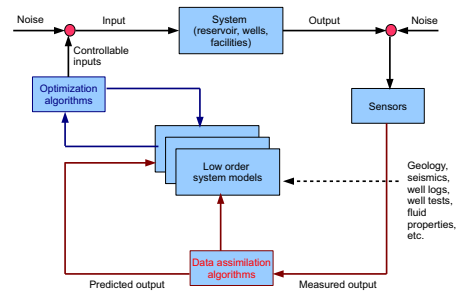 Noise
Input
System
(reservoir, wells,
facilities)
Output
Noise
Controllable
inputs
Optimization
algorithms
Sensors
Low order
system models
Geology,
seismics,
well logs,
well tests,
fluid
properties,
etc.
Data assimilation
algorithms
Predicted output
Measured output